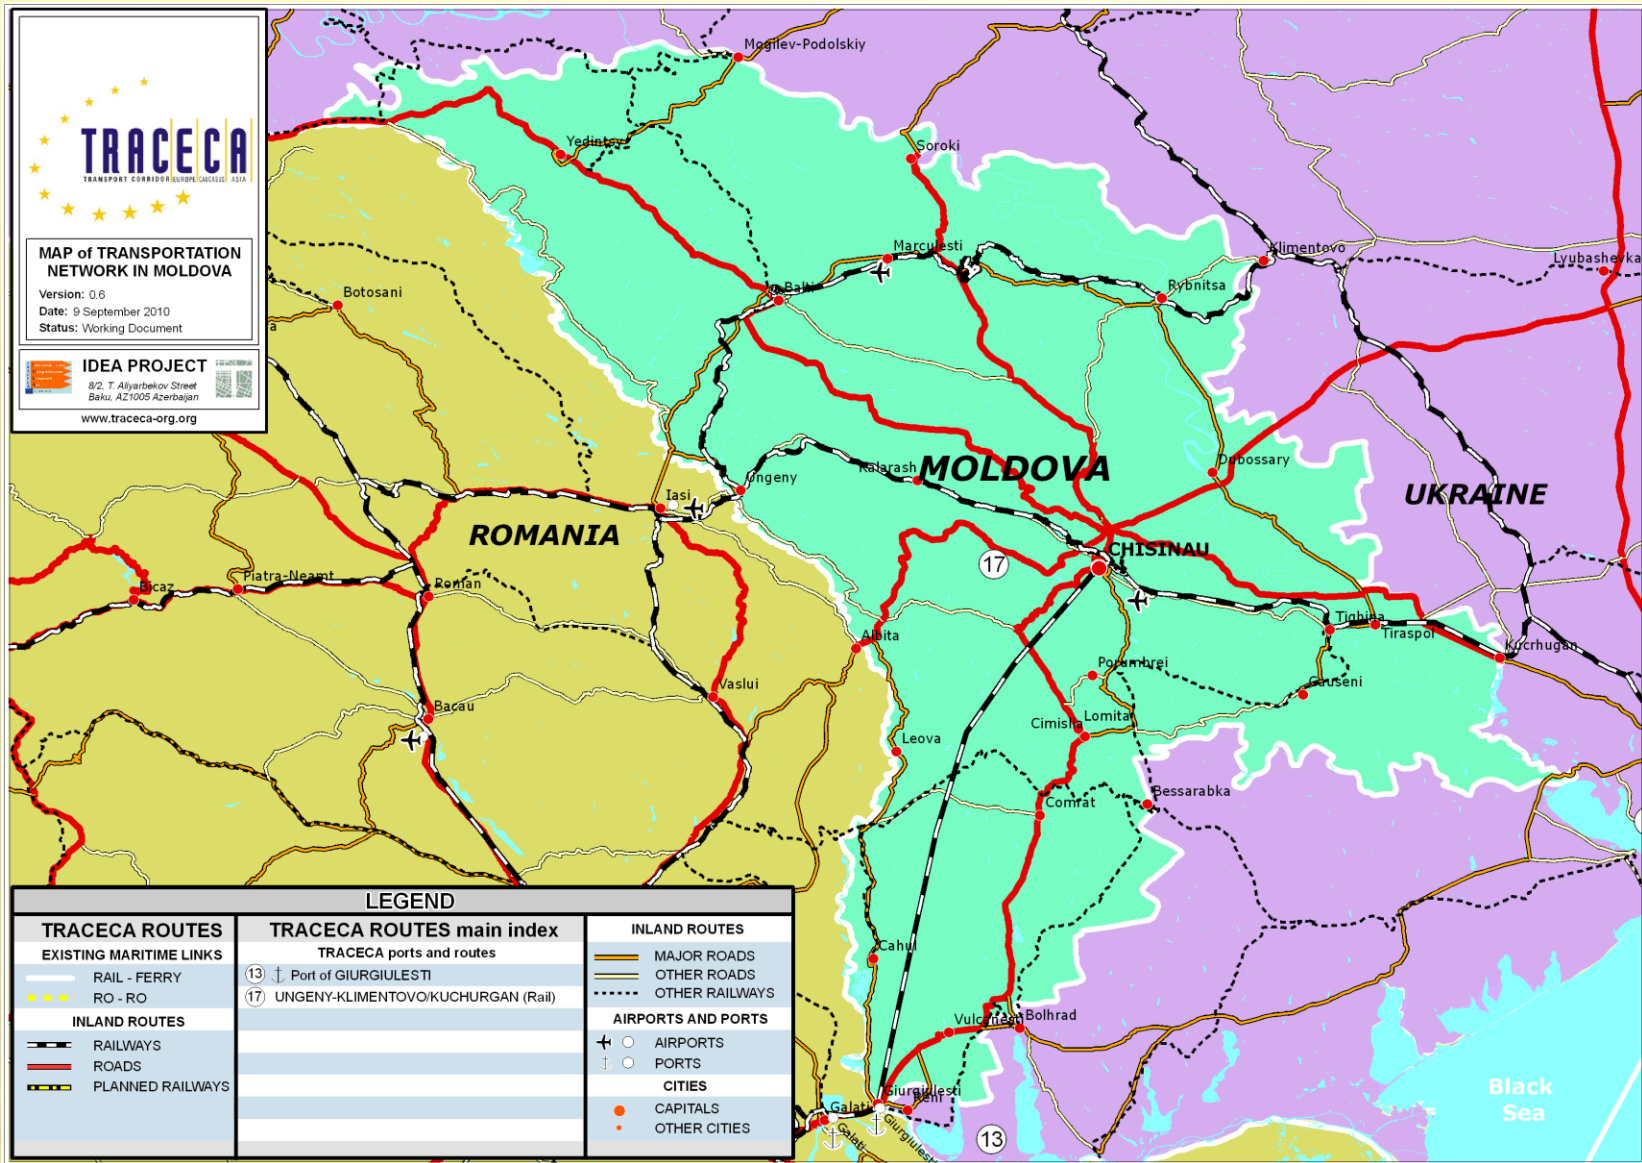 TRACECA
TRANSPORT CORRIDOR EUROPE CAUCASUS ASIA
MAP of TRANSPORTATION
NETWORK IN MOLDOVA
Version: 0.6
Date: 9 September 2010
Status: Working Document
IDEA PROJECT
8/2, T. Aliyarbekov Street
Baku, AZ1005 Azerbaijan
www.traceca-org.org
Mogilev-Podolskiy
Yedintsy
Soroki
Marculesti
Klimentovo
Lyubashevka
Botosani
a
Balti
Rybnitsa
MOLDOVA
Kalarash
Dubossary
UKRAINE
Ungeny
Iasi
ROMANIA
17
CHISINAU
Bicaz
Piatra-Neamt
Roman
Albita
Tighina
Tiraspol
Kucrhugan
Porumbrei
Causeni
Vaslui
Bacau
Cimislia
Lomita
Leova
Comrat
Bessarabka
Cahul
Vulcanesti
Bolhrad
Giurgiulesti
Reni
Galati
Galati
Giurgiulesti
13
Black
Sea
LEGEND
TRACECA ROUTES
EXISTING MARITIME LINKS
RAIL - FERRY
RO - RO
INLAND ROUTES
RAILWAYS
ROADS
PLANNED RAILWAYS
TRACECA ROUTES main index
TRACECA ports and routes
13 Port of GIURGIULESTI
17 UNGENY-KLIMENTOVO/KUCHURGAN (Rail)
INLAND ROUTES
MAJOR ROADS
OTHER ROADS
OTHER RAILWAYS
AIRPORTS AND PORTS
AIRPORTS
PORTS
CITIES
CAPITALS
OTHER CITIES